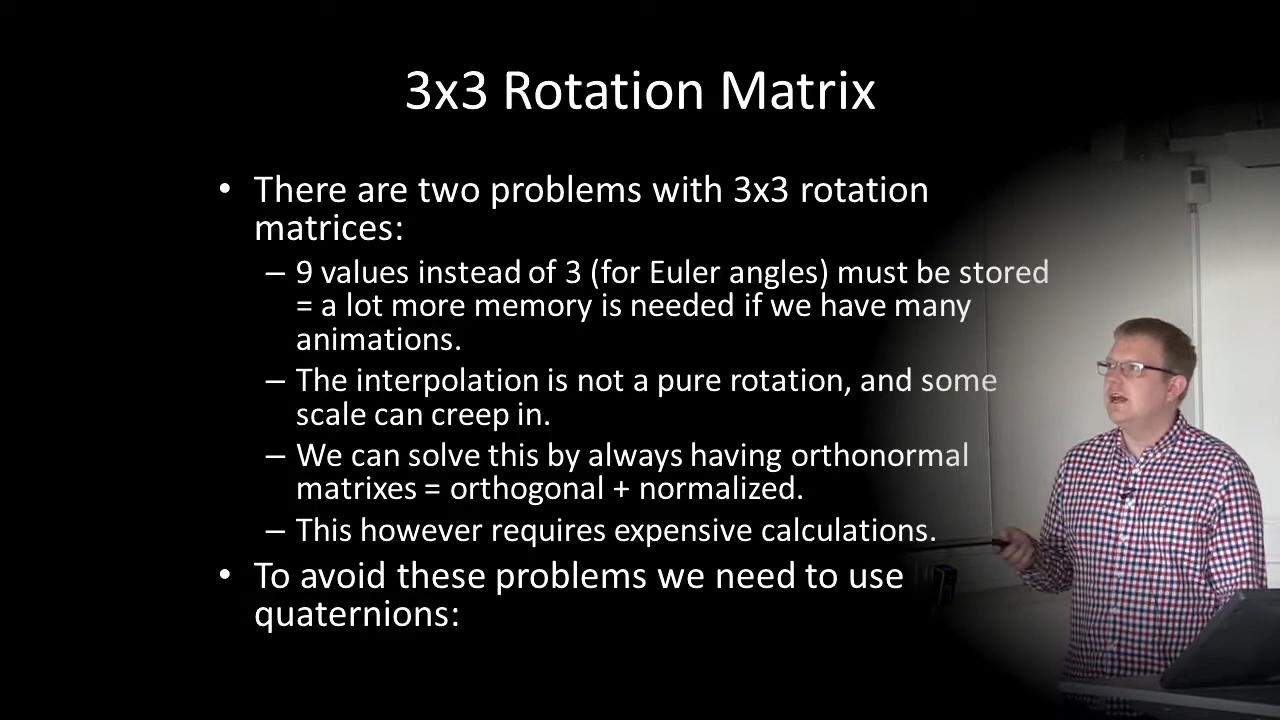 3x3 Rotation Matrix
• There are two problems with 3x3 rotation
matrices:
– 9 values instead of 3 (for Euler angles) must be stored
= a lot more memory is needed if we have many
animations.
– The interpolation is not a pure rotation, and some
scale can creep in.
– We can solve this by always having orthonormal
matrixes = orthogonal + normalized.
– This however requires expensive calculations.
• To avoid these problems we need to use
quaternions: